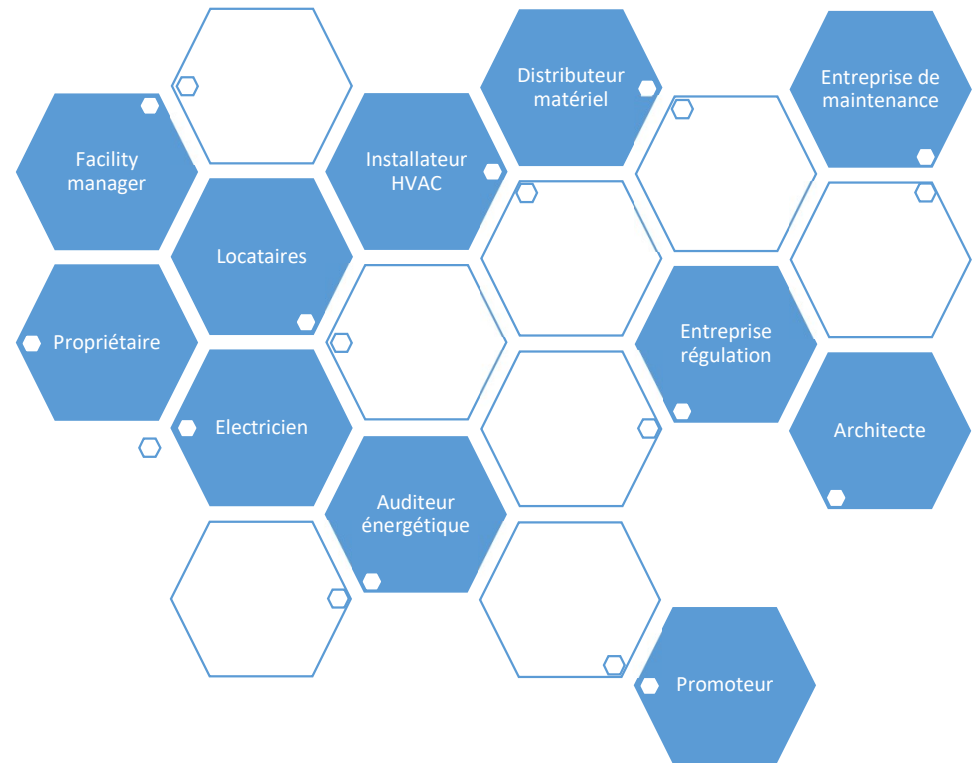 Distributeur
matériel
Entreprise de
maintenance
Facility
manager
Installateur
HVAC
Locataires
Propriétaire
Entreprise
régulation
Electricien
Architecte
Auditeur
énergétique
Promoteur